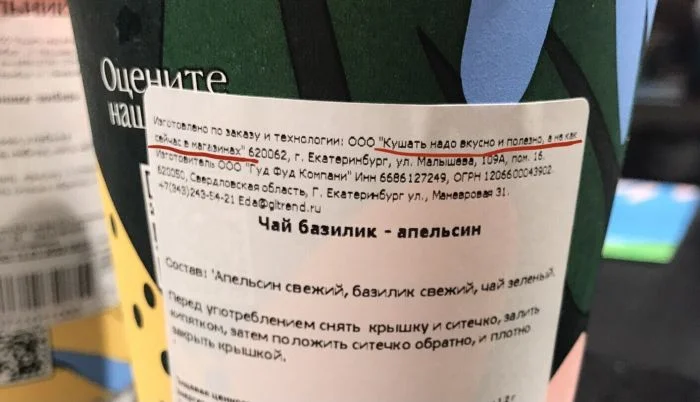 Оцените
наш
Изготовлено по заказу и технологии: ООО "Кушать надо вкусно и полезно, а не как
сейчас в магазинах" 620062, г. Екатеринбург, ул. Малышева, 109А, пом. 16.
Изготовитель ООО "Гуд Фуд Компани" Инн 6686127249, ОГРН 1206600043902
620050, Свердловская область, Г. Екатеринбург ул., Маневровая 31.
+7(343)243-54-21 Eda@gltrend.ru
Чай базилик - апельсин
Состав: 'Апельсин свежий, базилик свежий, чай зеленый.
Перед употреблением снять крышку и ситечко, залить
кипятком, затем положить ситечко обратно, и плотно
закрыть крышкой.